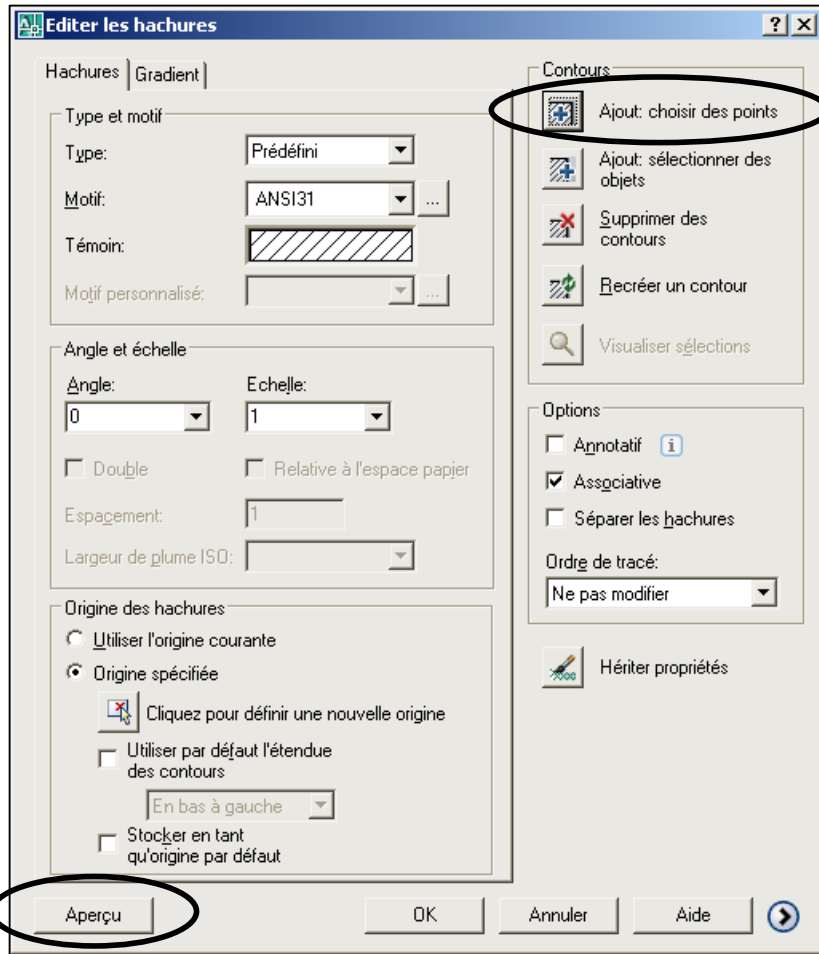 Editer les hachures
Hachures
Gradient
Type et motif
Type:
Prédéfini
Motif:
ANSI31
...
Témoin:
Motif personnalisé:
...
Angle et échelle
Angle:
Echelle:
0
1
Double
Relative à l'espace papier
Espacement:
1
Largeur de plume ISO:
Origine des hachures
Utiliser l'origine courante
Origine spécifiée
Cliquez pour définir une nouvelle origine
Utiliser par défaut l'étendue
des contours
En bas à gauche
Stocker en tant
qu'origine par défaut
Contours
Ajout: choisir des points
Ajout: sélectionner des
objets
Supprimer des
contours
Recréer un contour
Visualiser sélections
Options
Annotatif
Associative
Séparer les hachures
Ordre de tracé:
Ne pas modifier
Hériter propriétés
Aperçu
OK
Annuler
Aide